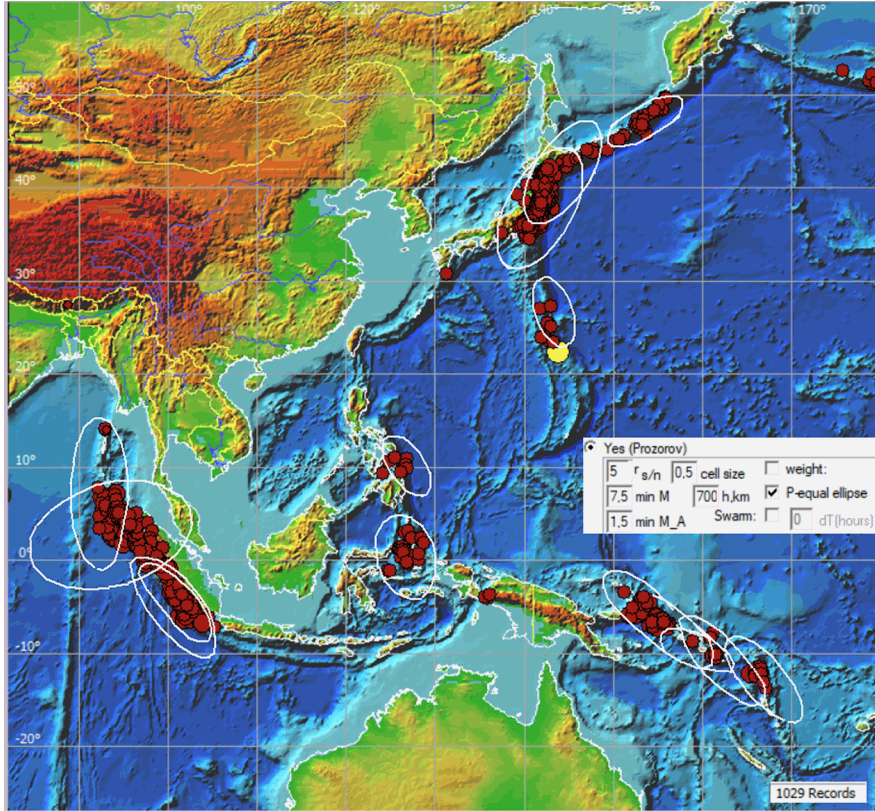 90° 100° 110° 120° 130° 140° 150° 160° 170°
50°
40°
30°
20°
10°
0°
-10°
-20°
Yes (Prozorov)
5 r s/n 0,5 cell size weight:
7,5 min M 700 h,km P-equal ellipse
1,5 min M_A Swarm: 0 dT(hours)
1029 Records